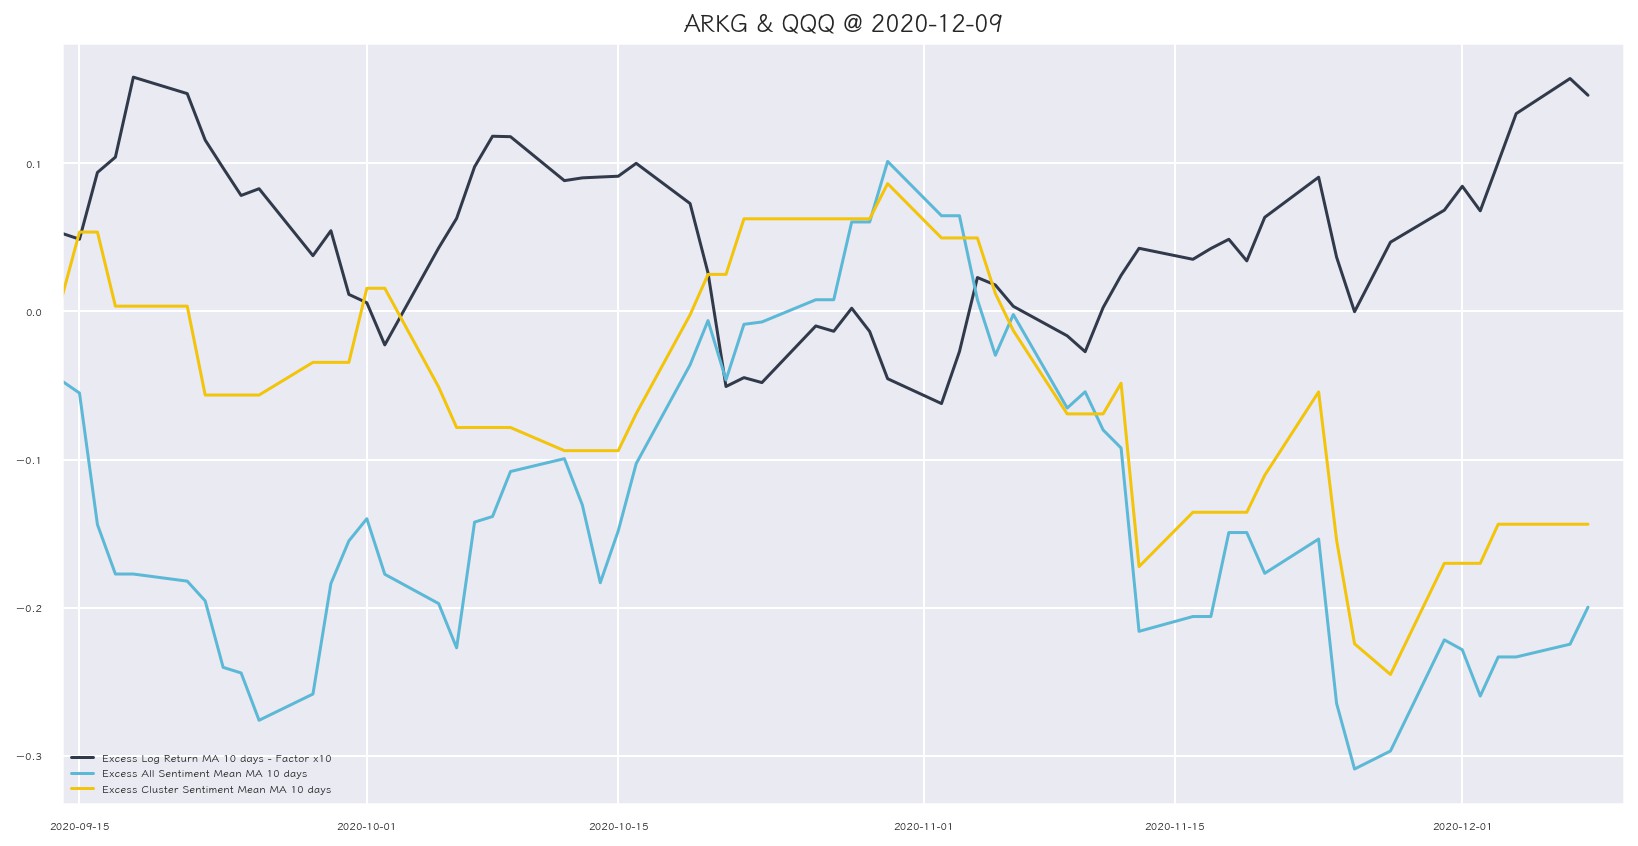 ARKG & QQQ @ 2020-12-09
0.1
0.0
−0.1
−0.2
−0.3
Excess Log Return MA 10 days - Factor x10
Excess All Sentiment Mean MA 10 days
Excess Cluster Sentiment Mean MA 10 days
2020-09-15 2020-10-01 2020-10-15 2020-11-01 2020-11-15 2020-12-01